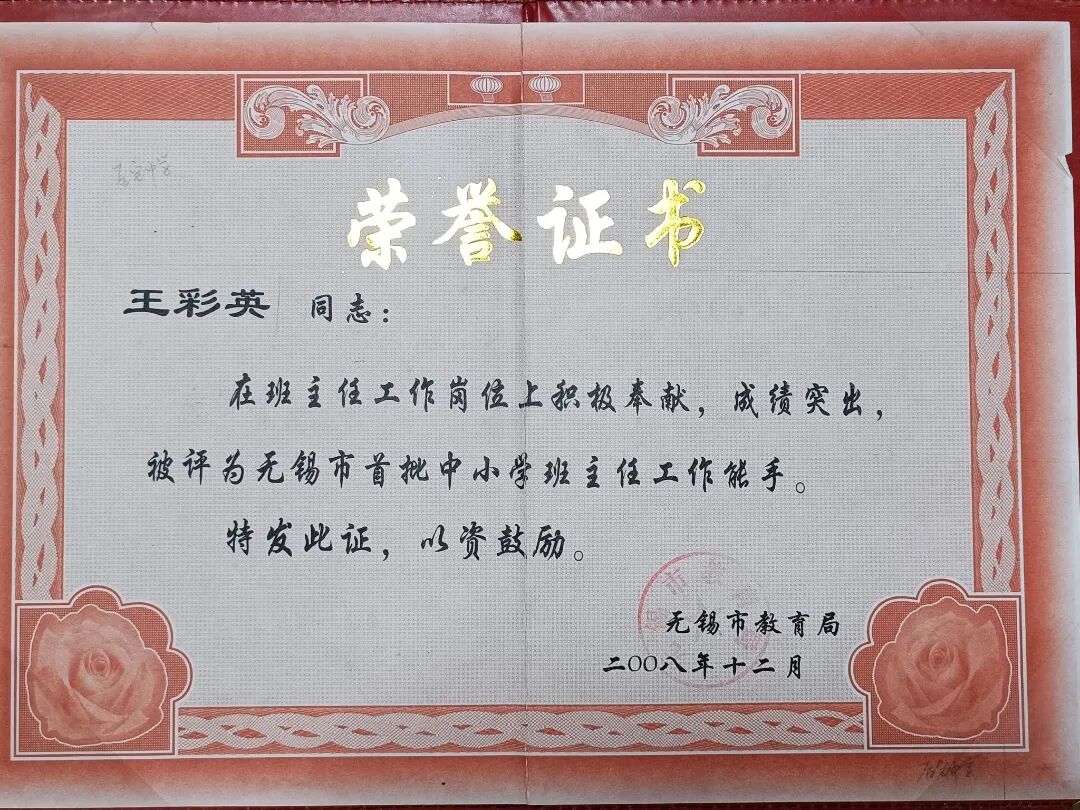 荣誉证书
王彩英 同志：
在班主任工作岗位上积极奉献，成绩突出，
被评为无锡市首批中小学班主任工作能手。
特发此证，以资鼓励。
无锡市教育局
二〇〇八年十二月